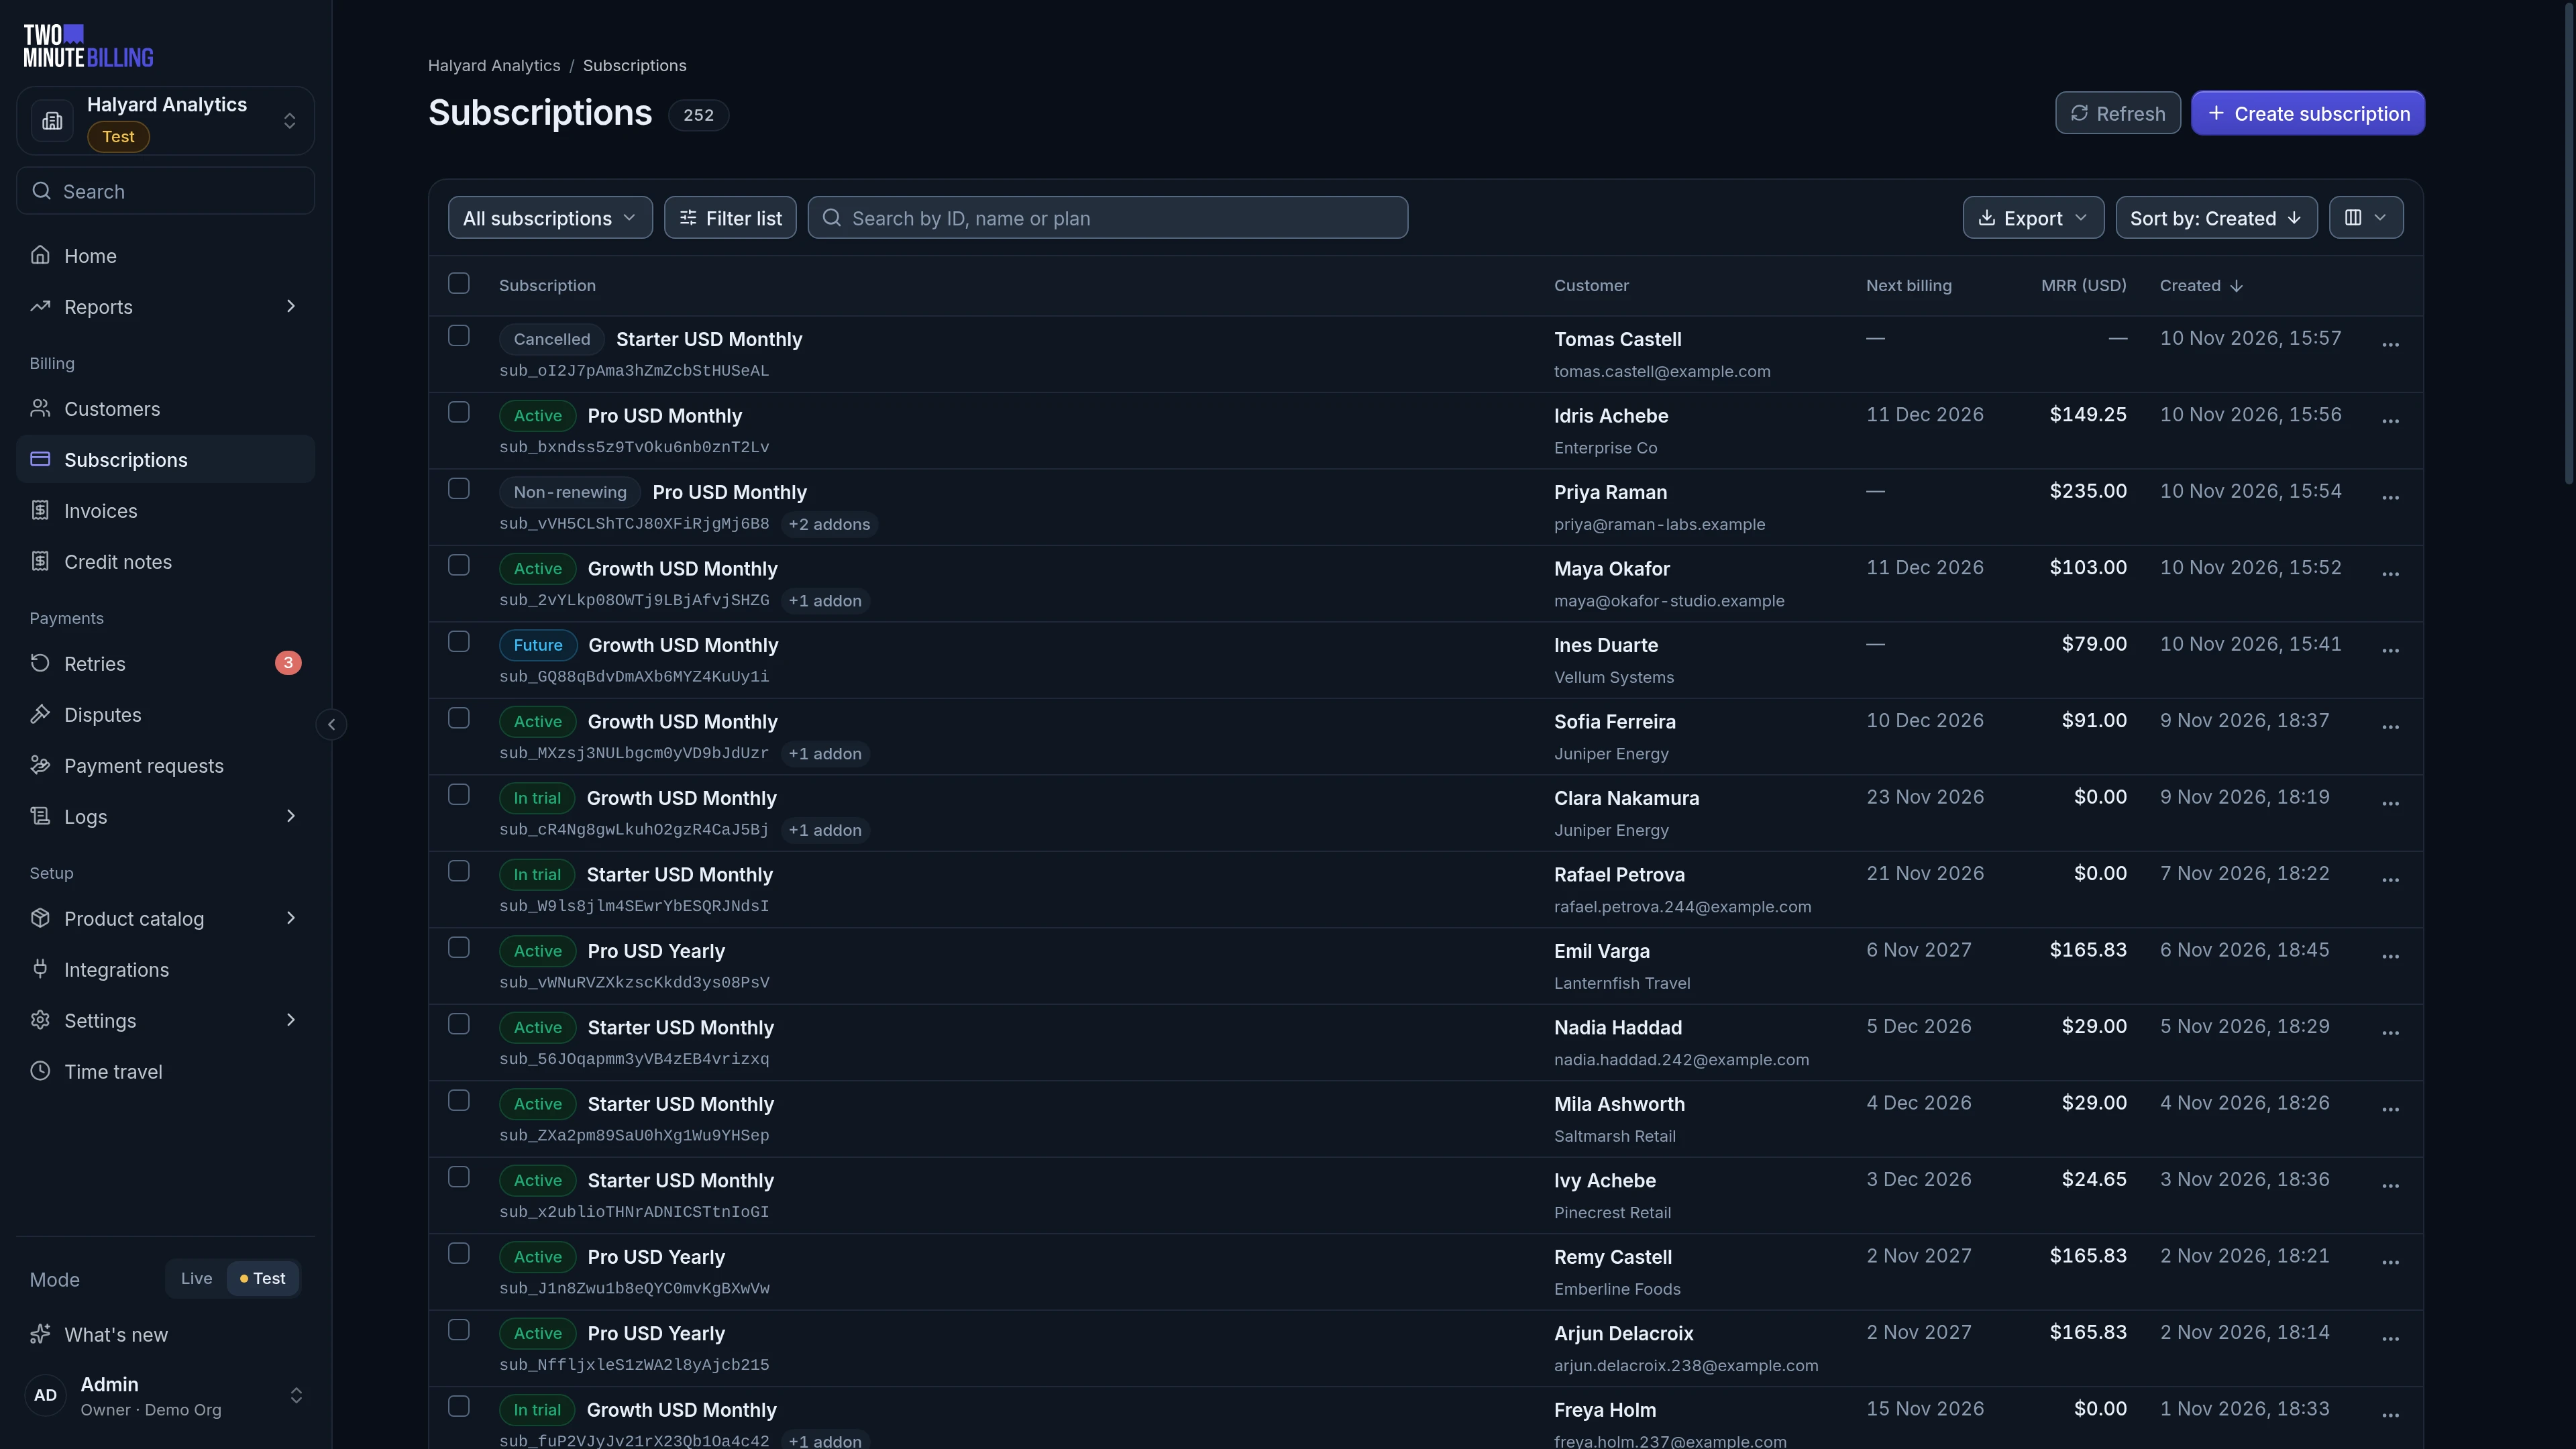 TWO
MINUTE BILLING
Halyard Analytics
Test
Search
Home
Reports
Billing
Customers
Subscriptions
Invoices
Credit notes
Payments
Retries 3
Disputes
Payment requests
Logs
Setup
Product catalog
Integrations
Settings
Time travel
Mode Live Test
What's new
AD Admin
Owner · Demo Org
Halyard Analytics / Subscriptions
Subscriptions 252
Refresh
Create subscription
All subscriptions Filter list Search by ID, name or plan Export Sort by: Created
Subscription Customer Next billing MRR (USD) Created
Cancelled Starter USD Monthly Tomas Castell — — 10 Nov 2026, 15:57
sub_oI2J7pAma3hZmZcbStHUSeAL tomas.castell@example.com
Active Pro USD Monthly Idris Achebe 11 Dec 2026 $149.25 10 Nov 2026, 15:56
sub_bxndss5z9TvOku6nb0znT2Lv Enterprise Co
Non-renewing Pro USD Monthly Priya Raman — $235.00 10 Nov 2026, 15:54
sub_vVH5CLShTCJ80XFiRjgMj6B8 +2 addons priya@raman-labs.example
Active Growth USD Monthly Maya Okafor 11 Dec 2026 $103.00 10 Nov 2026, 15:52
sub_2vYLkp08OWTj9LBjAfvjSHZG +1 addon maya@okafor-studio.example
Future Growth USD Monthly Ines Duarte — $79.00 10 Nov 2026, 15:41
sub_GQ88qBdvDmAXb6MYZ4KuUy1i Vellum Systems
Active Growth USD Monthly Sofia Ferreira 10 Dec 2026 $91.00 9 Nov 2026, 18:37
sub_MXzsj3NULbgcm0yVD9bJdUzr +1 addon Juniper Energy
In trial Growth USD Monthly Clara Nakamura 23 Nov 2026 $0.00 9 Nov 2026, 18:19
sub_cR4Ng8gwLkuhO2gzR4CaJ5Bj +1 addon Juniper Energy
In trial Starter USD Monthly Rafael Petrova 21 Nov 2026 $0.00 7 Nov 2026, 18:22
sub_W9ls8jlm4SEwrYbESQRJNdsI rafael.petrova.244@example.com
Active Pro USD Yearly Emil Varga 6 Nov 2027 $165.83 6 Nov 2026, 18:45
sub_vWNuRVZXkzscKkdd3ys08PsV Lanternfish Travel
Active Starter USD Monthly Nadia Haddad 5 Dec 2026 $29.00 5 Nov 2026, 18:29
sub_56JOqapmm3yVB4zEB4vrizxq nadia.haddad.242@example.com
Active Starter USD Monthly Mila Ashworth 4 Dec 2026 $29.00 4 Nov 2026, 18:26
sub_ZXa2pm89SaU0hXg1Wu9YHSep Saltmarsh Retail
Active Starter USD Monthly Ivy Achebe 3 Dec 2026 $24.65 3 Nov 2026, 18:36
sub_x2ublioTHNrADNICSTtnIoGI Pinecrest Retail
Active Pro USD Yearly Remy Castell 2 Nov 2027 $165.83 2 Nov 2026, 18:21
sub_J1n8Zwu1b8eQYC0mvKgBXwVw Emberline Foods
Active Pro USD Yearly Arjun Delacroix 2 Nov 2027 $165.83 2 Nov 2026, 18:14
sub_NffljxleS1zWA2l8yAjcb215 arjun.delacroix.238@example.com
In trial Growth USD Monthly Freya Holm 15 Nov 2026 $0.00 1 Nov 2026, 18:33
sub_fuP2VJyJv21rX23Qb1Oa4c42 +1 addon freya.holm.237@example.com